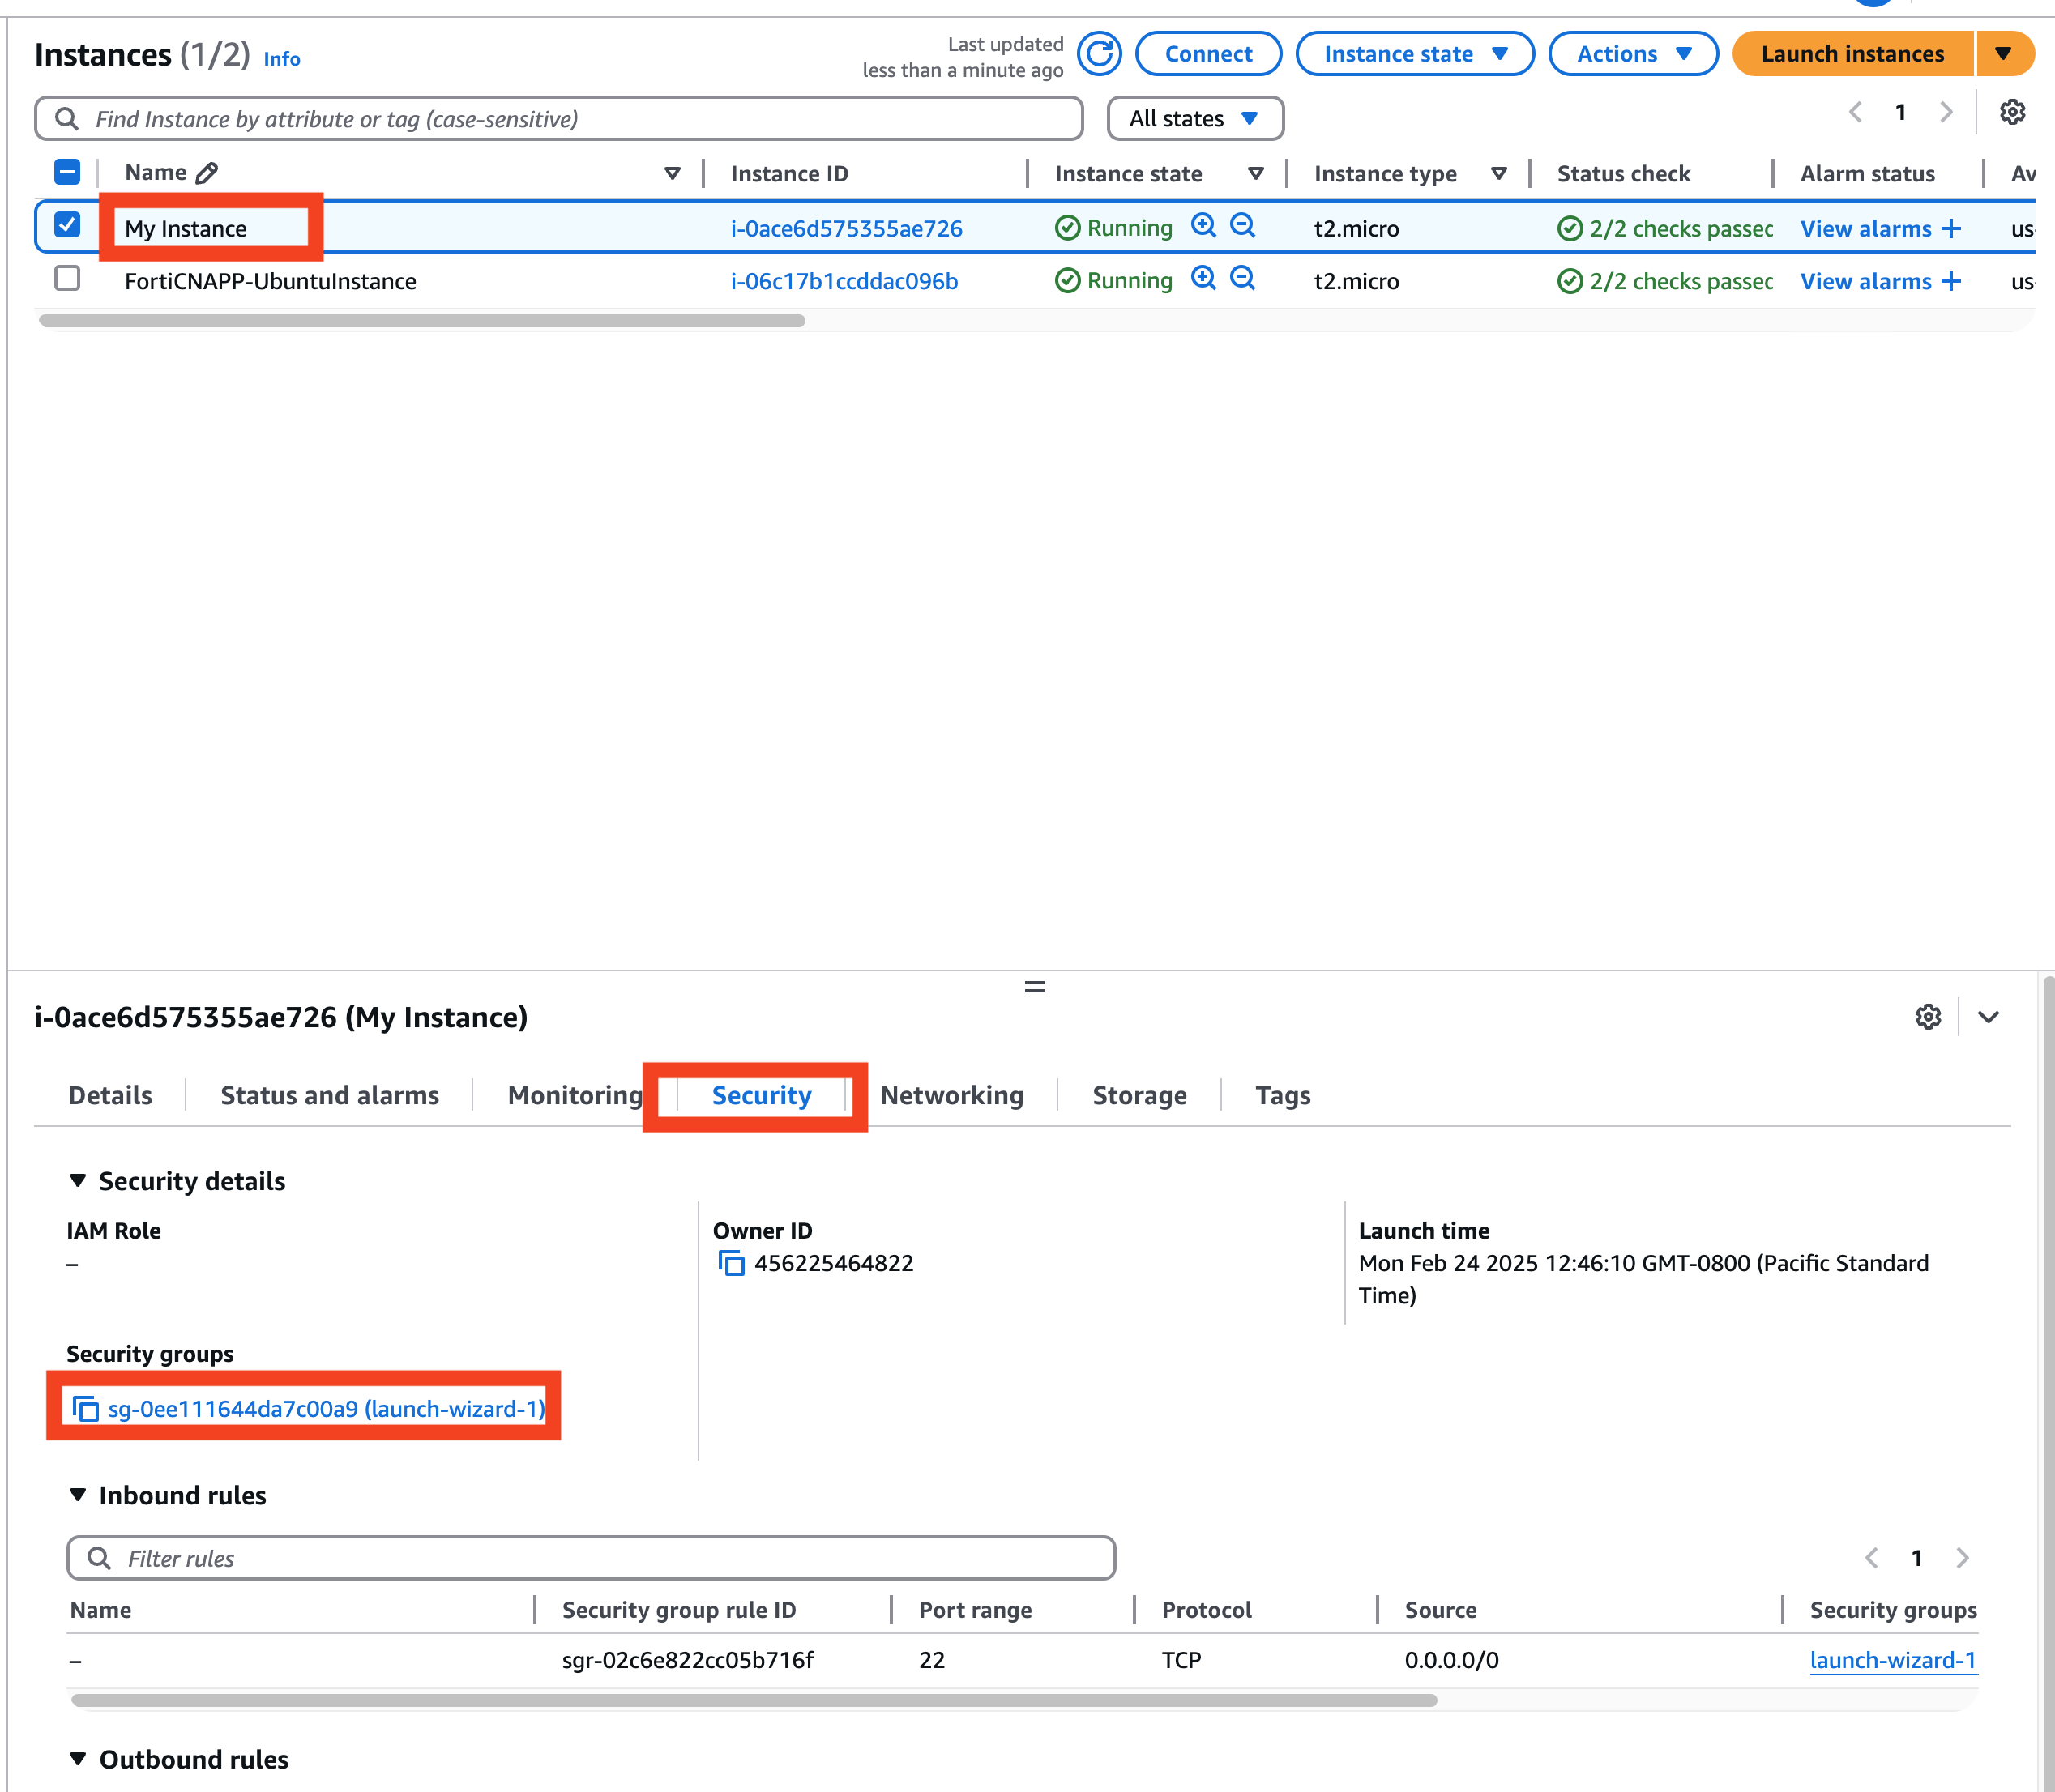 Instances (1/2) Info
Last updated
less than a minute ago
Connect
Instance state
Actions
Launch instances
Find Instance by attribute or tag (case-sensitive)
All states
1
Name Instance ID Instance state Instance type Status check Alarm status Av
My Instance i-0ace6d575355ae726 Running t2.micro 2/2 checks passed View alarms + us-
FortiCNAPP-UbuntuInstance i-06c17b1ccddac096b Running t2.micro 2/2 checks passed View alarms + us-
i-0ace6d575355ae726 (My Instance)
Details Status and alarms Monitoring Security Networking Storage Tags
Security details
IAM Role
–
Owner ID
456225464822
Launch time
Mon Feb 24 2025 12:46:10 GMT-0800 (Pacific Standard
Time)
Security groups
sg-0ee111644da7c00a9 (launch-wizard-1)
Inbound rules
Filter rules
1
Name Security group rule ID Port range Protocol Source Security groups
– sgr-02c6e822cc05b716f 22 TCP 0.0.0.0/0 launch-wizard-1
Outbound rules